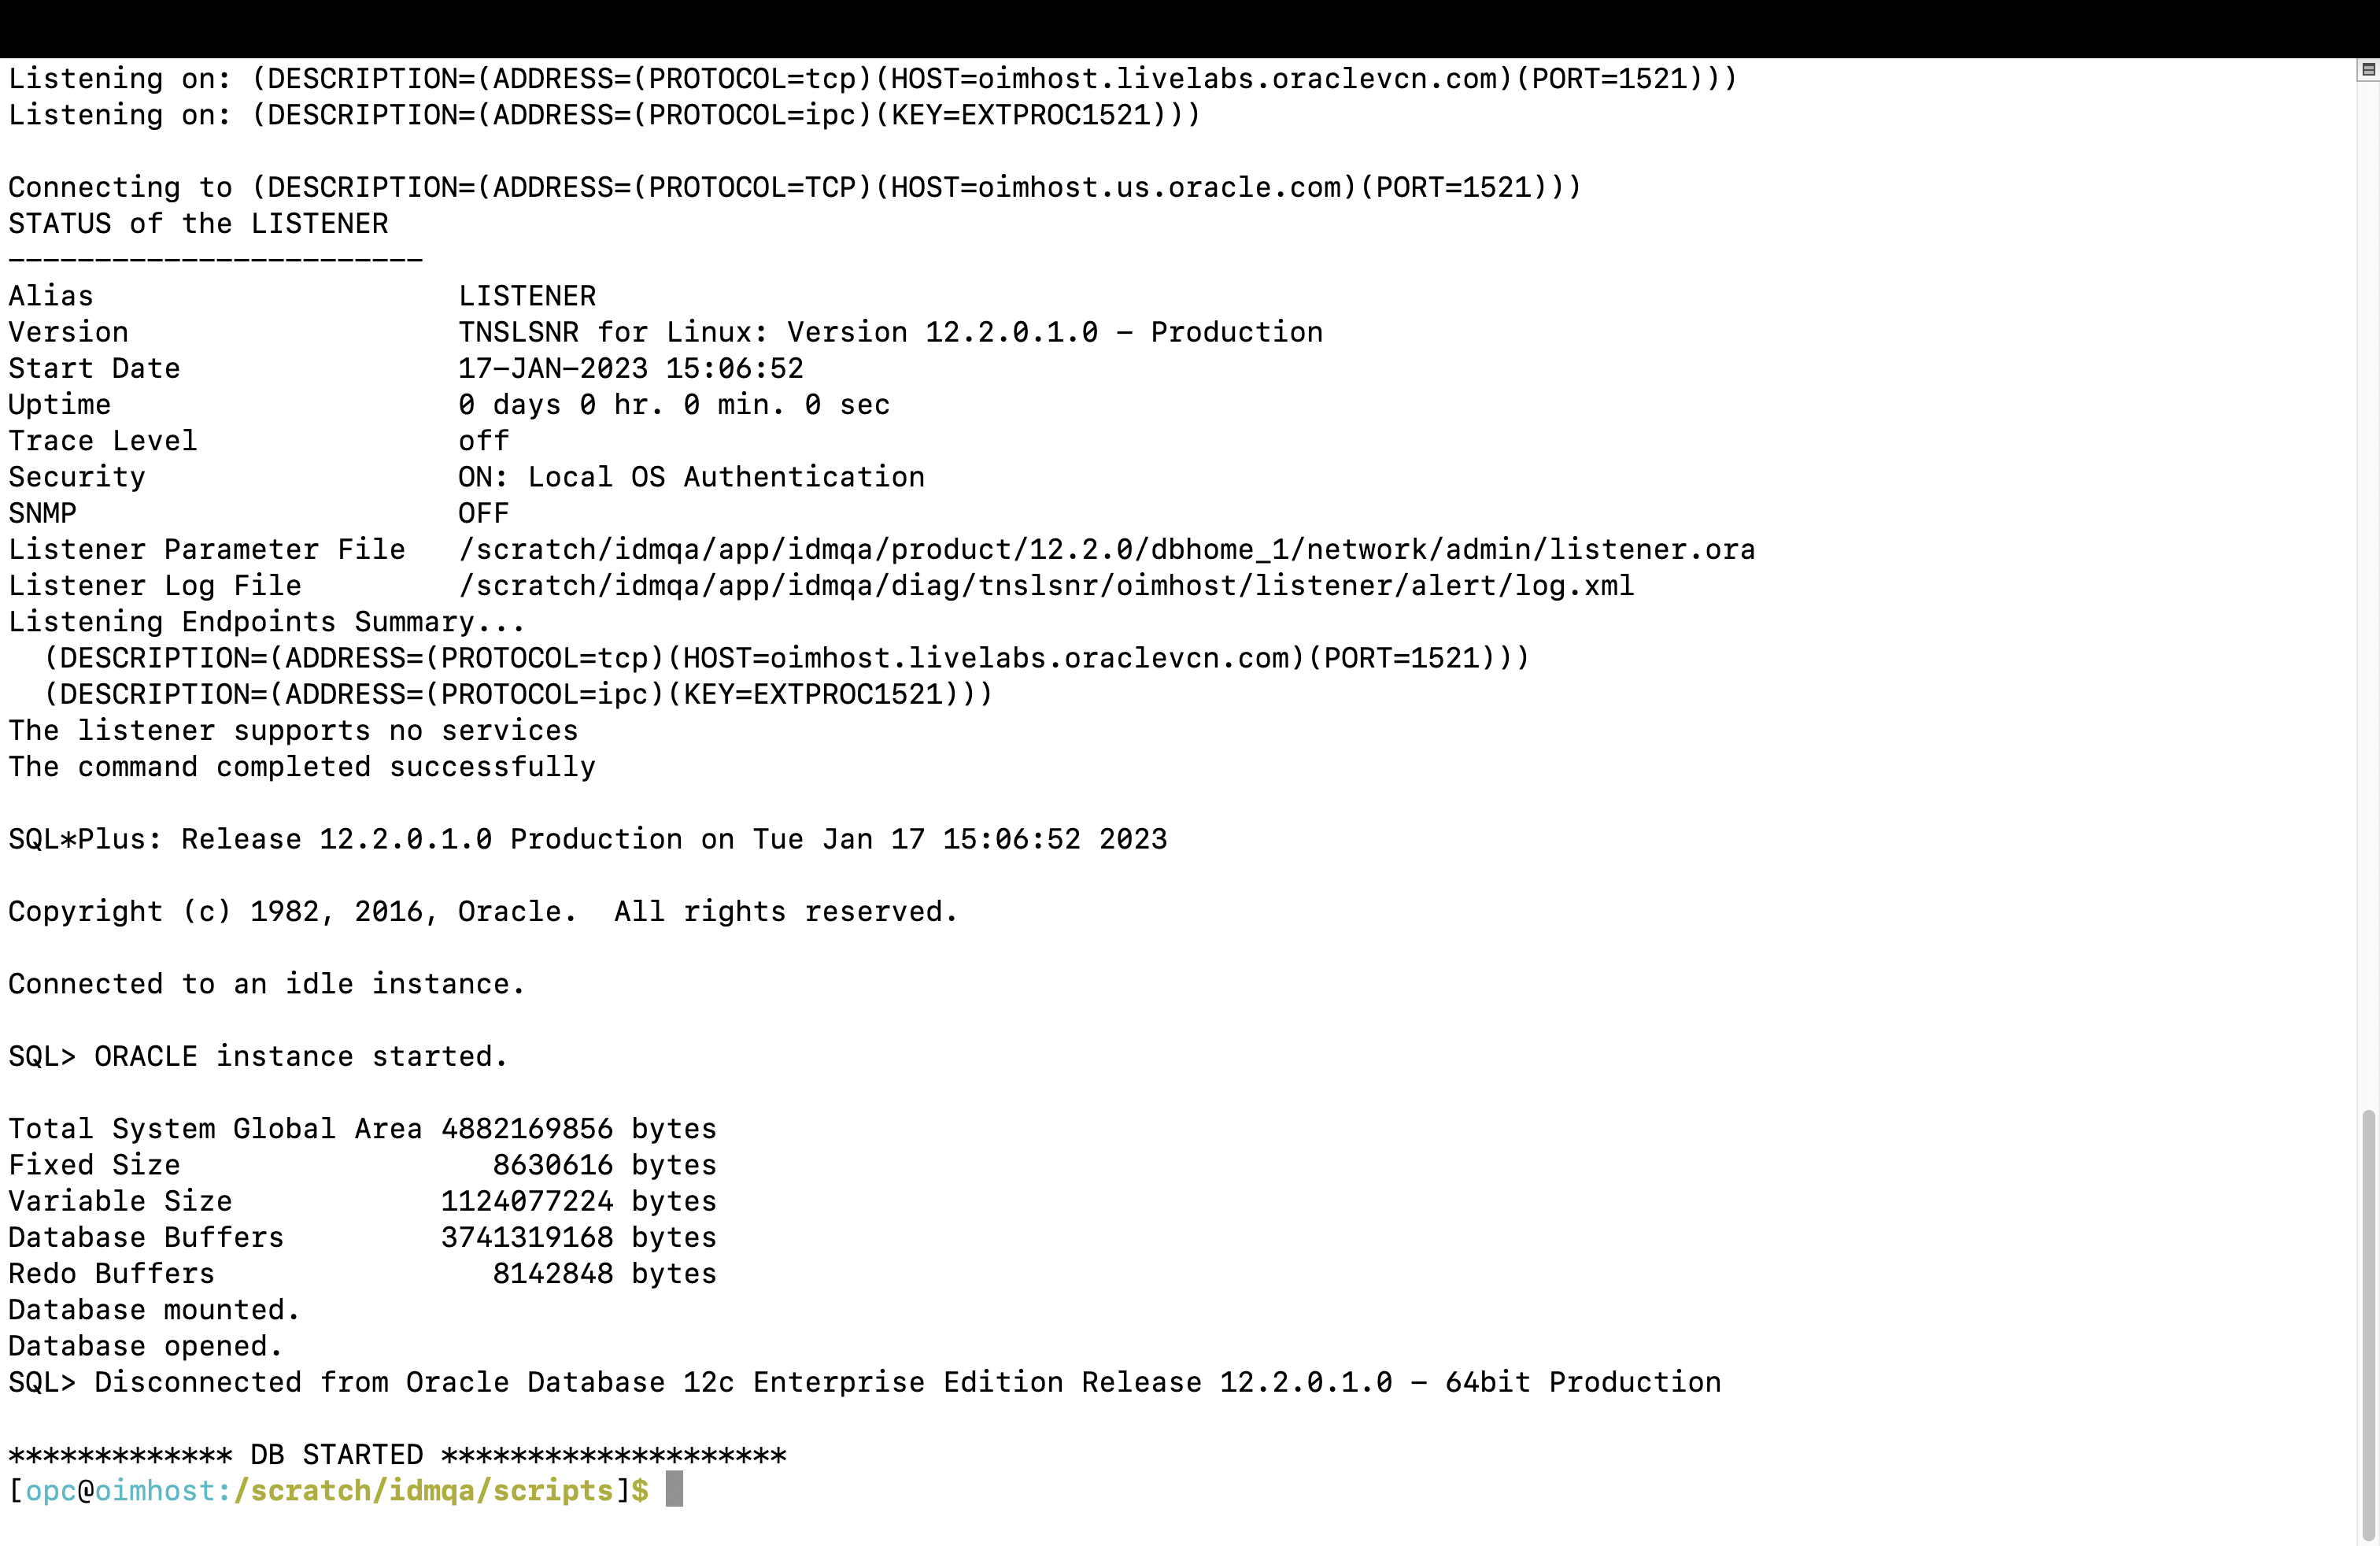 Listening on: (DESCRIPTION=(ADDRESS=(PROTOCOL=tcp)(HOST=oimhost.livelabs.oraclevcn.com)(PORT=1521)))
Listening on: (DESCRIPTION=(ADDRESS=(PROTOCOL=ipc)(KEY=EXTPROC1521)))

Connecting to (DESCRIPTION=(ADDRESS=(PROTOCOL=TCP)(HOST=oimhost.us.oracle.com)(PORT=1521)))
STATUS of the LISTENER
------------------------
Alias                     LISTENER
Version                   TNSLSNR for Linux: Version 12.2.0.1.0 - Production
Start Date                17-JAN-2023 15:06:52
Uptime                    0 days 0 hr. 0 min. 0 sec
Trace Level               off
Security                  ON: Local OS Authentication
SNMP                      OFF
Listener Parameter File   /scratch/idmqa/app/idmqa/product/12.2.0/dbhome_1/network/admin/listener.ora
Listener Log File         /scratch/idmqa/app/idmqa/diag/tnslsnr/oimhost/listener/alert/log.xml
Listening Endpoints Summary...
  (DESCRIPTION=(ADDRESS=(PROTOCOL=tcp)(HOST=oimhost.livelabs.oraclevcn.com)(PORT=1521)))
  (DESCRIPTION=(ADDRESS=(PROTOCOL=ipc)(KEY=EXTPROC1521)))
The listener supports no services
The command completed successfully

SQL*Plus: Release 12.2.0.1.0 Production on Tue Jan 17 15:06:52 2023

Copyright (c) 1982, 2016, Oracle.  All rights reserved.

Connected to an idle instance.

SQL> ORACLE instance started.

Total System Global Area 4882169856 bytes
Fixed Size                  8630616 bytes
Variable Size            1124077224 bytes
Database Buffers         3741319168 bytes
Redo Buffers                8142848 bytes
Database mounted.
Database opened.
SQL> Disconnected from Oracle Database 12c Enterprise Edition Release 12.2.0.1.0 - 64bit Production

************* DB STARTED ********************
[opc@oimhost:/scratch/idmqa/scripts]$